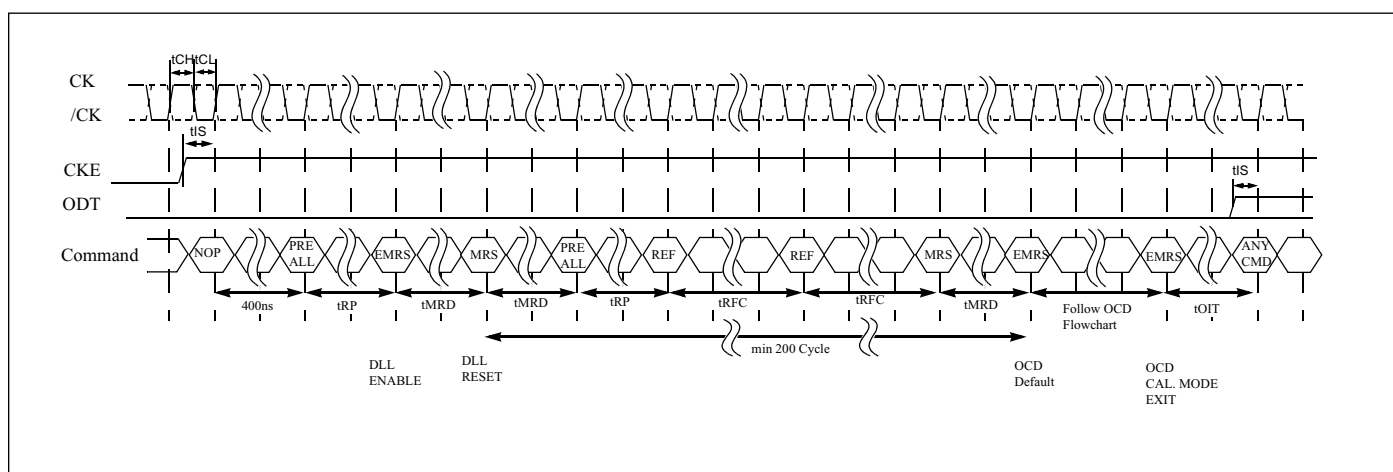 tCH tCL
CK
/CK
tIS
CKE
tIS
ODT
Command
NOP
PRE
ALL
EMRS
MRS
PRE
ALL
REF
REF
MRS
EMRS
EMRS
ANY
CMD
400ns
tRP
tMRD
tMRD
tRP
tRFC
tRFC
tMRD
Follow OCD
Flowchart
tOIT
min 200 Cycle
DLL
ENABLE
DLL
RESET
OCD
Default
OCD
CAL. MODE
EXIT